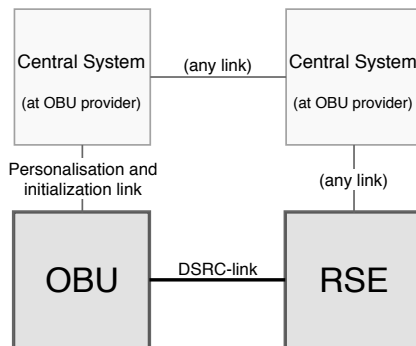 Central System
(at OBU provider)
(any link)
Central System
(at OBU provider)
Personalisation and
initialization link
(any link)
OBU
DSRC-link
RSE